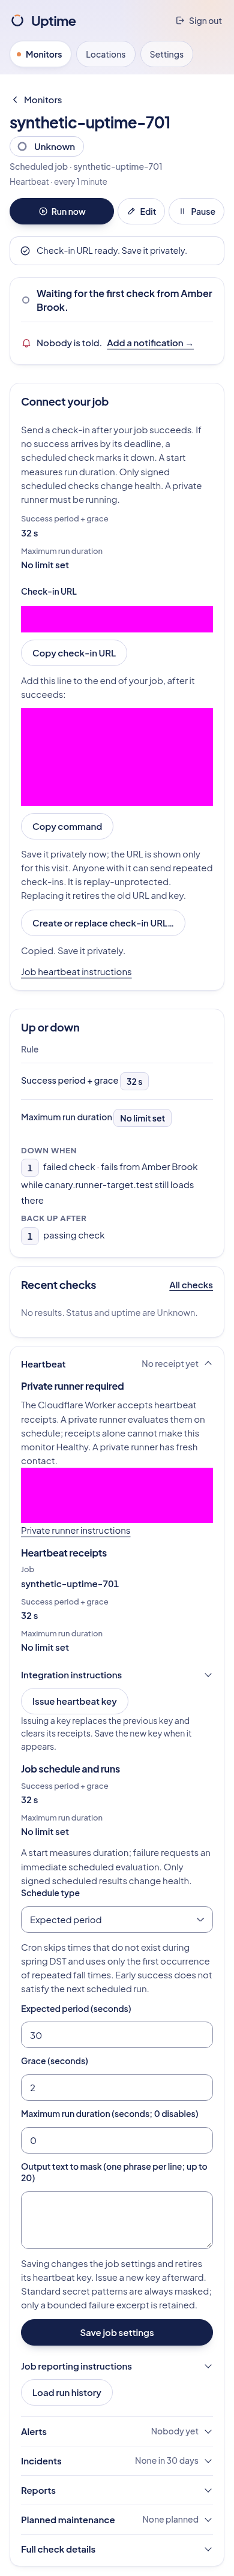 Uptime
Sign out
Monitors
Locations
Settings
Monitors
synthetic-uptime-701
Unknown
Scheduled job · synthetic-uptime-701
Heartbeat · every 1 minute
Run now
Edit
Pause
Check-in URL ready. Save it privately.
Waiting for the first check from Amber
Brook.
Nobody is told. Add a notification →
Connect your job
Send a check-in after your job succeeds. If
no success arrives by its deadline, a
scheduled check marks it down. A start
measures run duration. Only signed
scheduled checks change health. A private
runner must be running.
Success period + grace
32 s
Maximum run duration
No limit set
Check-in URL
Copy check-in URL
Add this line to the end of your job, after it
succeeds:
Copy command
Save it privately now; the URL is shown only
for this visit. Anyone with it can send repeated
check-ins. It is replay-unprotected.
Replacing it retires the old URL and key.
Create or replace check-in URL…
Copied. Save it privately.
Job heartbeat instructions
Up or down
Rule
Success period + grace 32 s
Maximum run duration No limit set
DOWN WHEN
1 failed check · fails from Amber Brook
while canary.runner-target.test still loads
there
BACK UP AFTER
1 passing check
Recent checks
All checks
No results. Status and uptime are Unknown.
Heartbeat
No receipt yet
Private runner required
The Cloudflare Worker accepts heartbeat
receipts. A private runner evaluates them on
schedule; receipts alone cannot make this
monitor Healthy. A private runner has fresh
contact.
Private runner instructions
Heartbeat receipts
Job
synthetic-uptime-701
Success period + grace
32 s
Maximum run duration
No limit set
Integration instructions
Issue heartbeat key
Issuing a key replaces the previous key and
clears its receipts. Save the new key when it
appears.
Job schedule and runs
Success period + grace
32 s
Maximum run duration
No limit set
A start measures duration; failure requests an
immediate scheduled evaluation. Only
signed scheduled results change health.
Schedule type
Expected period
Cron skips times that do not exist during
spring DST and uses only the first occurrence
of repeated fall times. Early success does not
satisfy the next scheduled run.
Expected period (seconds)
30
Grace (seconds)
2
Maximum run duration (seconds; 0 disables)
0
Output text to mask (one phrase per line; up to
20)
Saving changes the job settings and retires
its heartbeat key. Issue a new key afterward.
Standard secret patterns are always masked;
only a bounded failure excerpt is retained.
Save job settings
Job reporting instructions
Load run history
Alerts
Nobody yet
Incidents
None in 30 days
Reports
Planned maintenance
None planned
Full check details